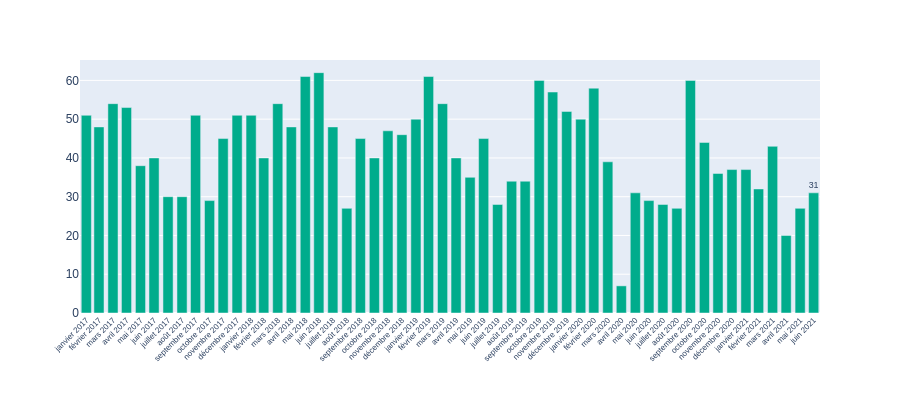 60
50
40
30
20
10
0
31
janvier 2017
février 2017
mars 2017
avril 2017
mai 2017
juin 2017
juillet 2017
août 2017
septembre 2017
octobre 2017
novembre 2017
décembre 2017
janvier 2018
février 2018
mars 2018
avril 2018
mai 2018
juin 2018
juillet 2018
août 2018
septembre 2018
octobre 2018
novembre 2018
décembre 2018
janvier 2019
février 2019
mars 2019
avril 2019
mai 2019
juin 2019
juillet 2019
août 2019
septembre 2019
octobre 2019
novembre 2019
décembre 2019
janvier 2020
février 2020
mars 2020
avril 2020
mai 2020
juin 2020
juillet 2020
août 2020
septembre 2020
octobre 2020
novembre 2020
décembre 2020
janvier 2021
février 2021
mars 2021
avril 2021
mai 2021
juin 2021